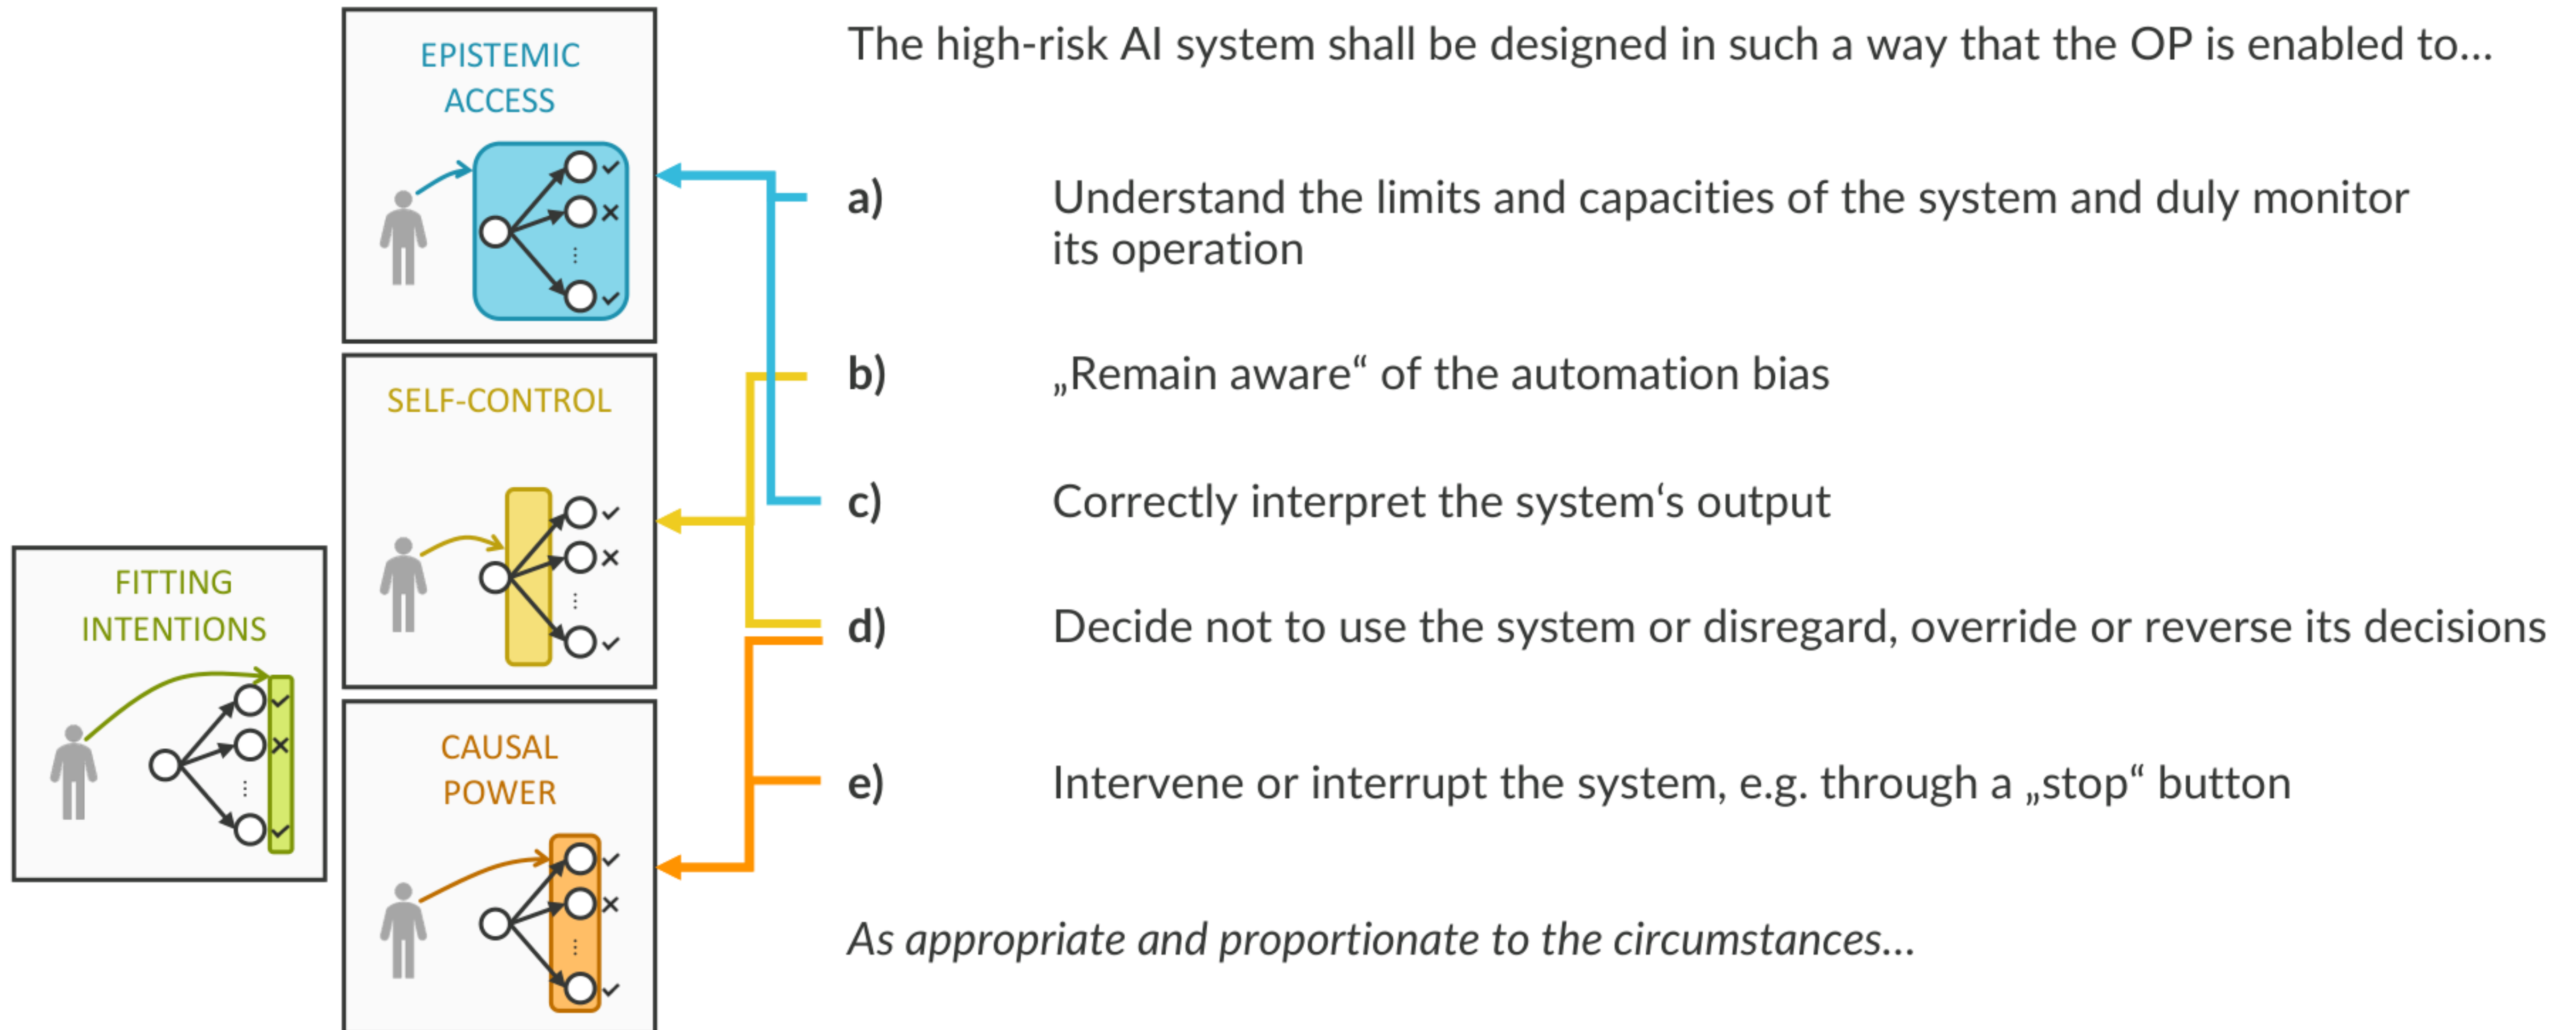 EPISTEMIC
ACCESS
SELF-CONTROL
FITTING
INTENTIONS
CAUSAL
POWER
The high-risk AI system shall be designed in such a way that the OP is enabled to...
a) Understand the limits and capacities of the system and duly monitor
its operation
b) „Remain aware“ of the automation bias
c) Correctly interpret the system‘s output
d) Decide not to use the system or disregard, override or reverse its decisions
e) Intervene or interrupt the system, e.g. through a „stop“ button
As appropriate and proportionate to the circumstances...